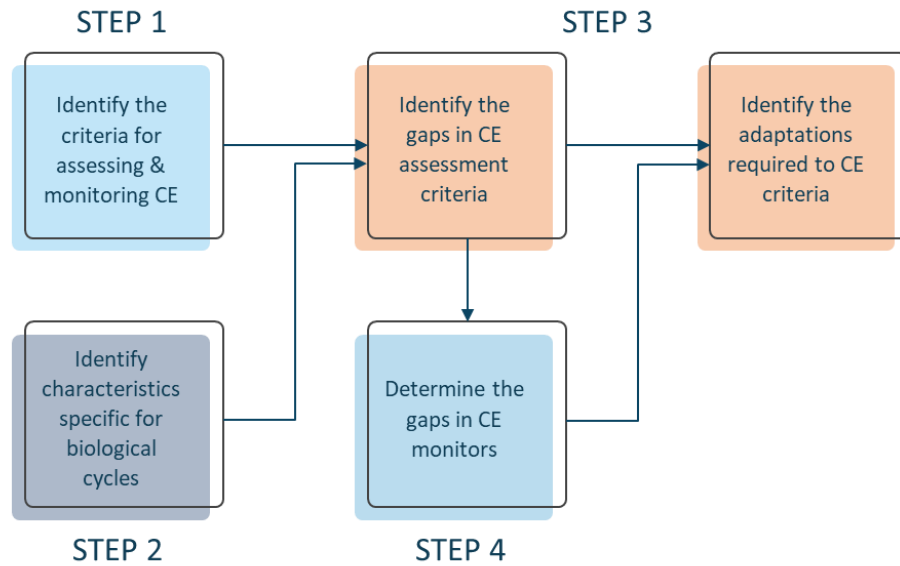 STEP 1
STEP 3
Identify the
criteria for
assessing &
monitoring CE
Identify the
gaps in CE
assessment
criteria
Identify the
adaptations
required to CE
criteria
Identify
characteristics
specific for
biological
cycles
Determine the
gaps in CE
monitors
STEP 2
STEP 4